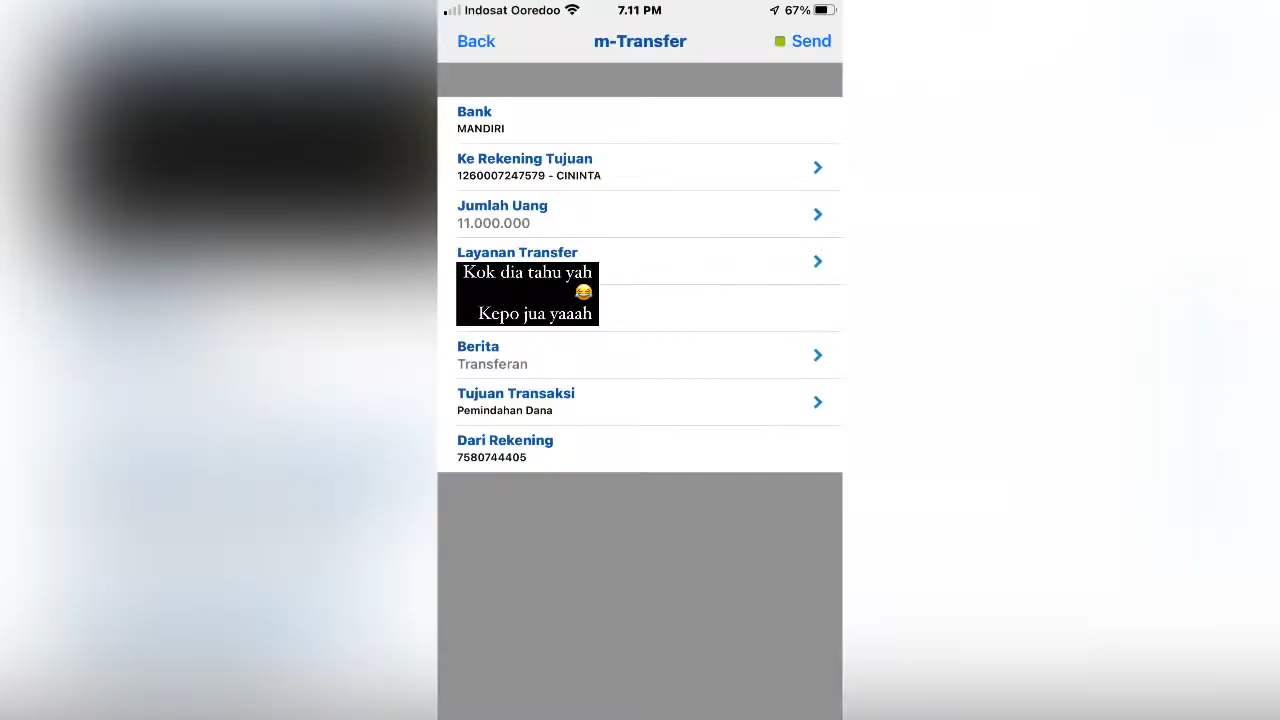 Indosat Ooredoo 7.11 PM 67%
Back m-Transfer Send
Bank
MANDIRI
Ke Rekening Tujuan
1260007247579 - CININTA
Jumlah Uang
11.000.000
Layanan Transfer
Kok dia tahu yah
😂
Kepo jua yaaah
Berita
Transferan
Tujuan Transaksi
Pemindahan Dana
Dari Rekening
7580744405